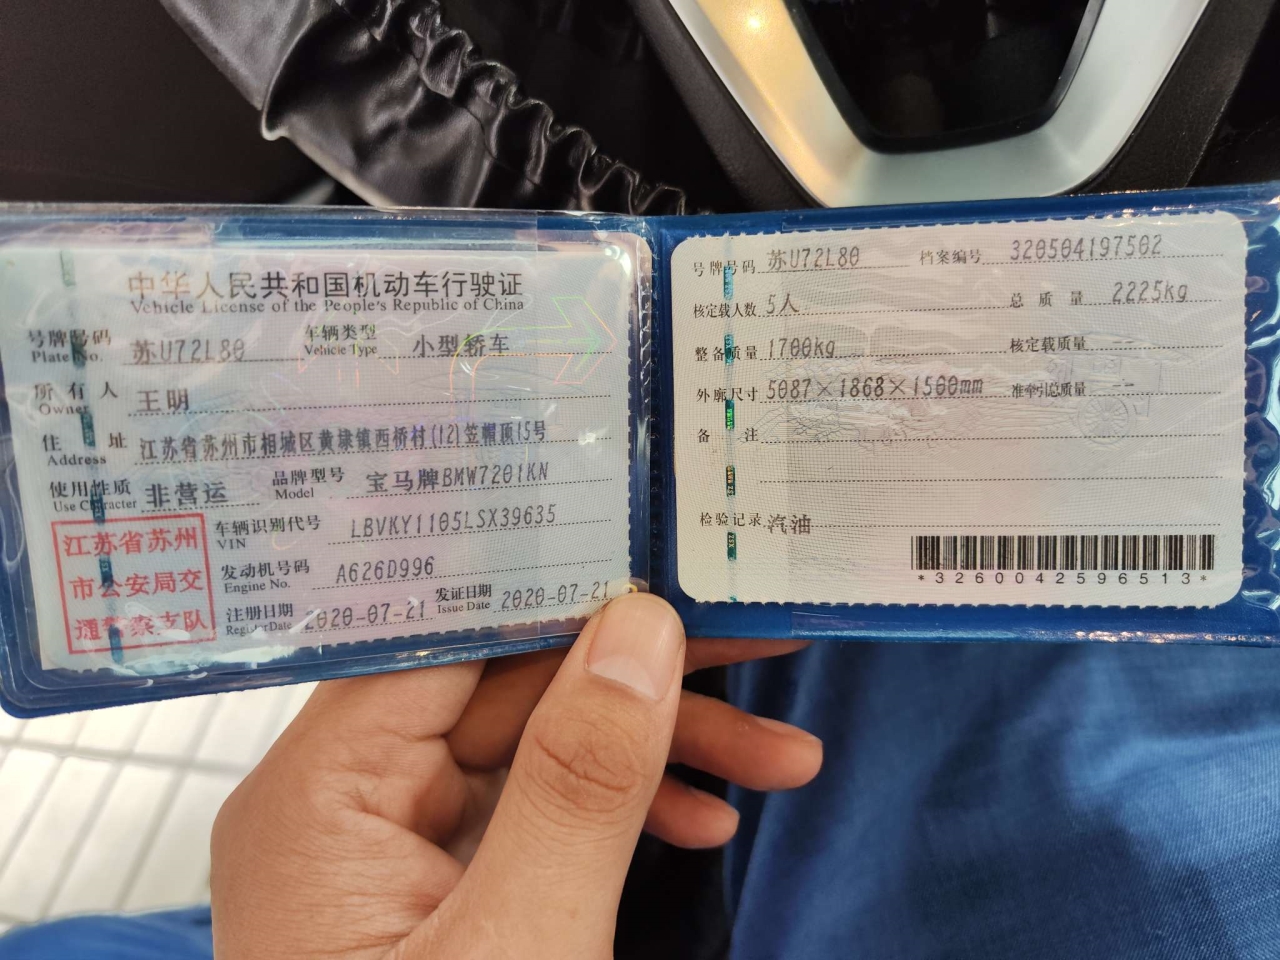 中华人民共和国机动车行驶证
Vehicle License of the People's Republic of China
号牌号码 苏U72L80 车辆类型 小型轿车
Plate No. Vehicle Type
所有人 王明
Owner
住址 江苏省苏州市相城区黄埭镇西桥村(12)笠帽顶15号
Address
使用性质 非营运 品牌型号 宝马牌BMW7201KN
Use Character Model
江苏省苏州
市公安局交
通警察支队
车辆识别代号 LBVKY1105LSX39635
VIN
发动机号码 A626D996
Engine No.
注册日期 2020-07-21 发证日期 2020-07-21
Register Date Issue Date
号牌号码 苏U72L80 档案编号 320504197502
核定载人数 5人 总质量 2225kg
整备质量 1700kg 核定载质量 --
外廓尺寸 5087×1868×1500mm 准牵引总质量 --
备注
检验记录 汽油
*3260042596513*